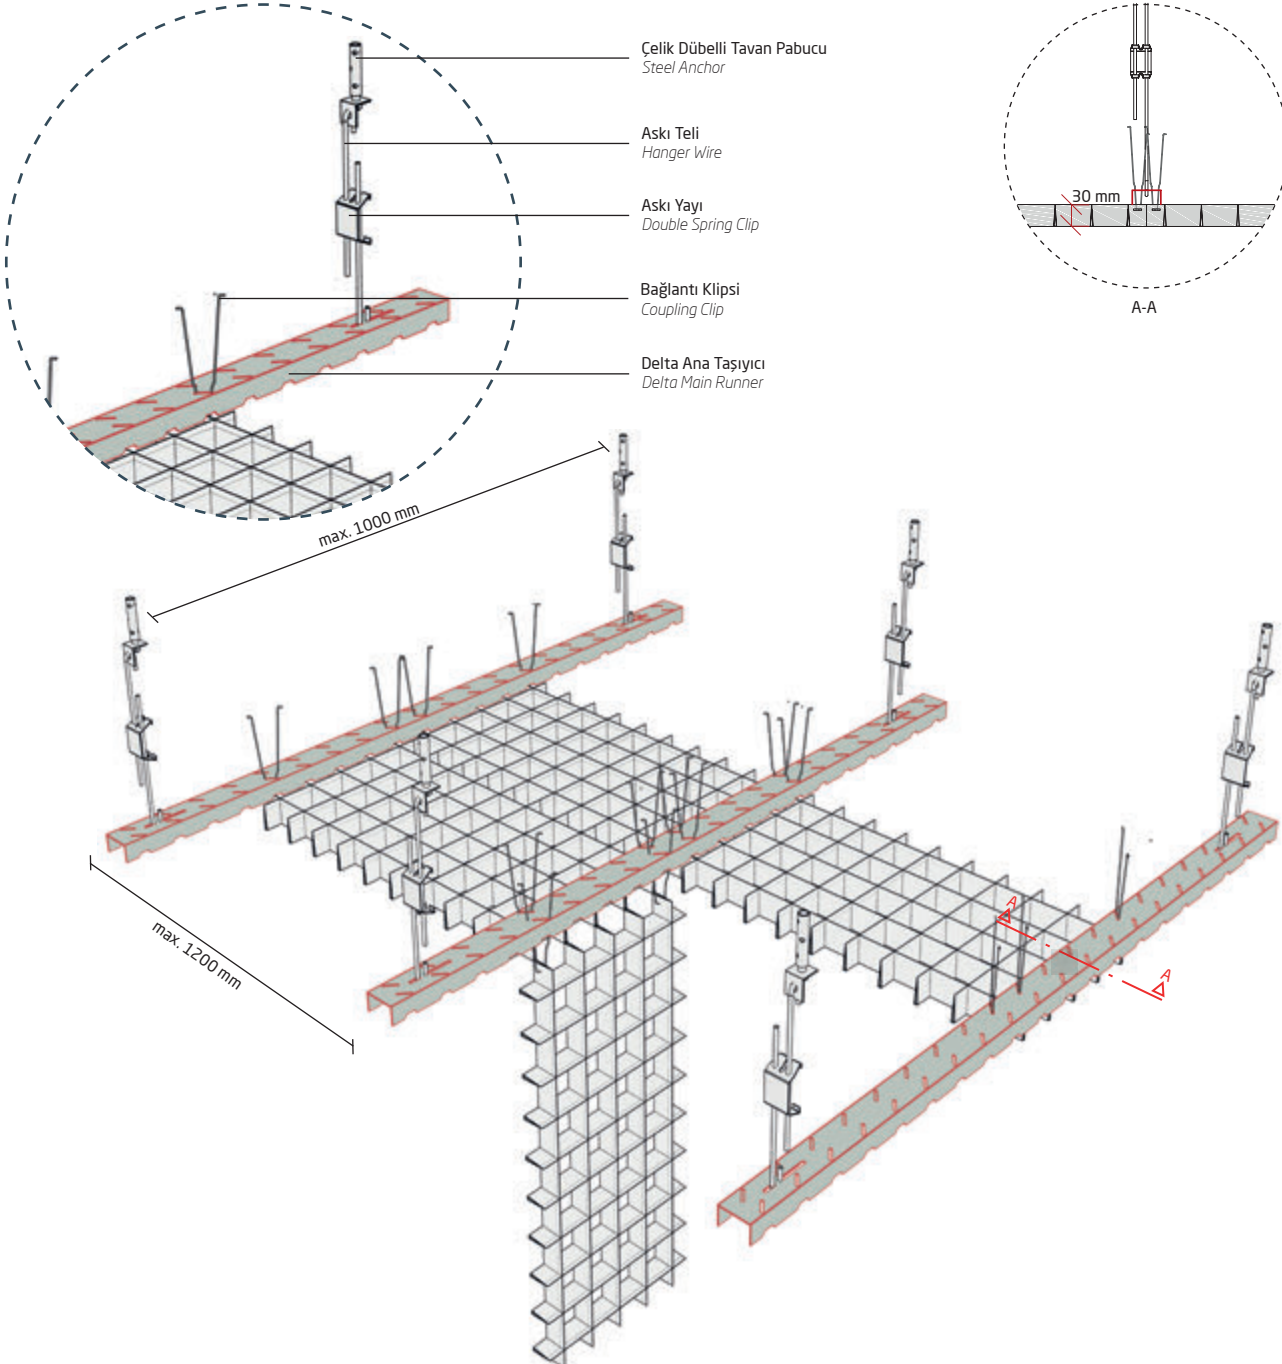 Çelik Dübelli Tavan Pabucu
Steel Anchor
Askı Teli
Hanger Wire
Askı Yayı
Double Spring Clip
Bağlantı Klipsi
Coupling Clip
Delta Ana Taşıyıcı
Delta Main Runner
30 mm
A-A
max. 1000 mm
max. 1200 mm
A
A